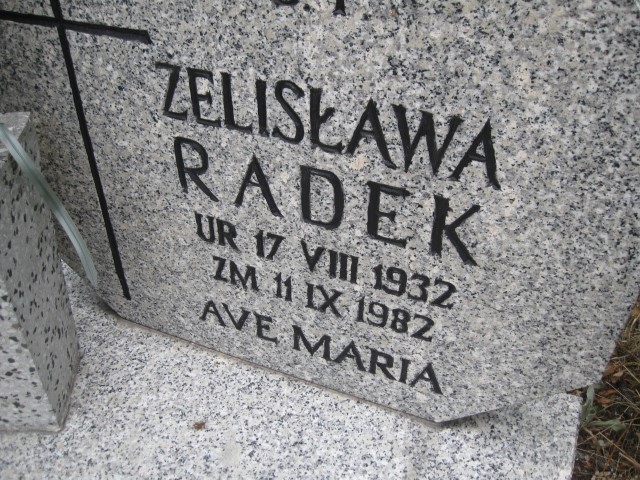 ZELISŁAWA
RADEK
UR 17 VIII 1932
ZM 11 IX 1982
AVE MARIA